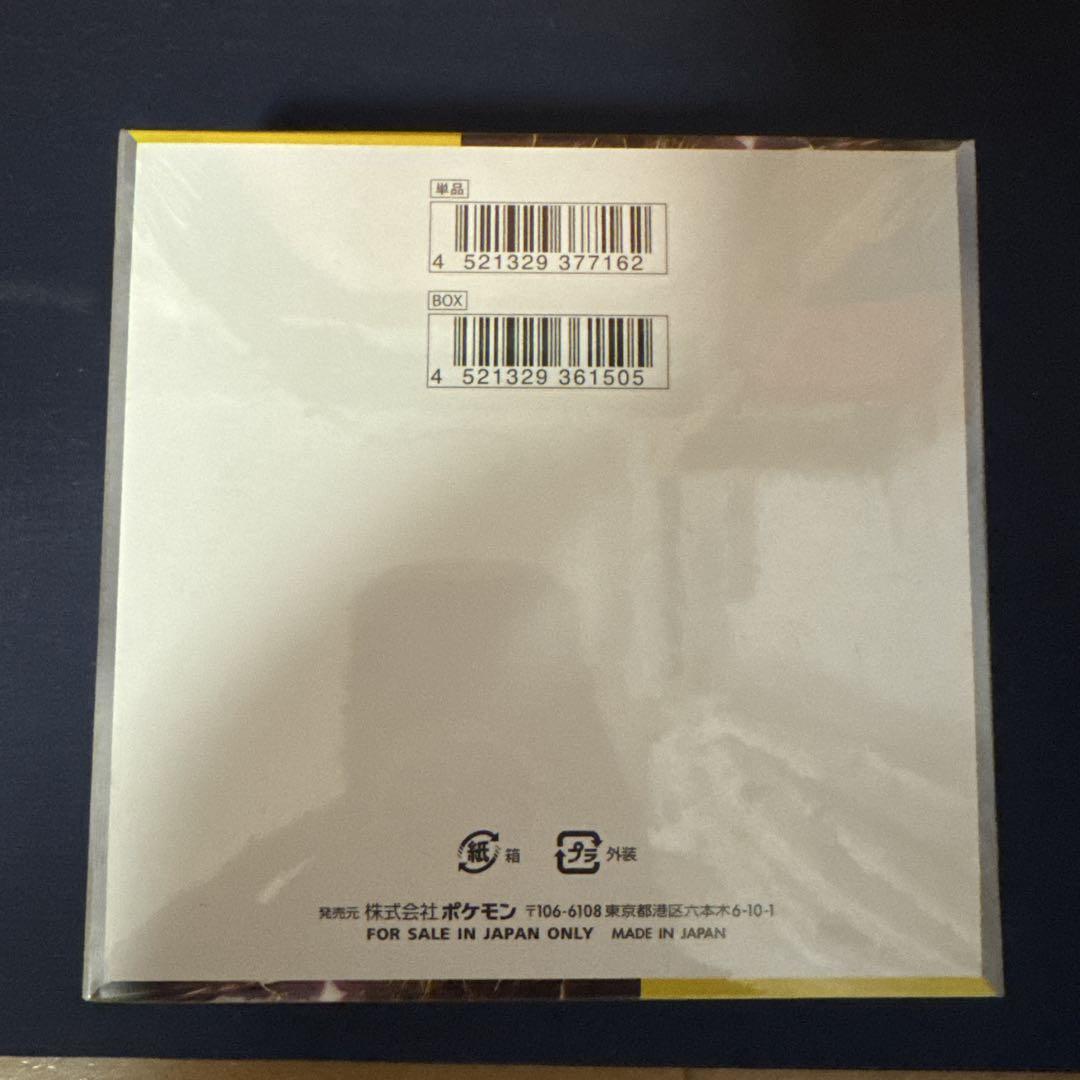 単品
4 521329 377162
BOX
4 521329 361505
紙 箱 プラ 外装
発売元 株式会社ポケモン 〒106-6108 東京都港区六本木6-10-1
FOR SALE IN JAPAN ONLY MADE IN JAPAN